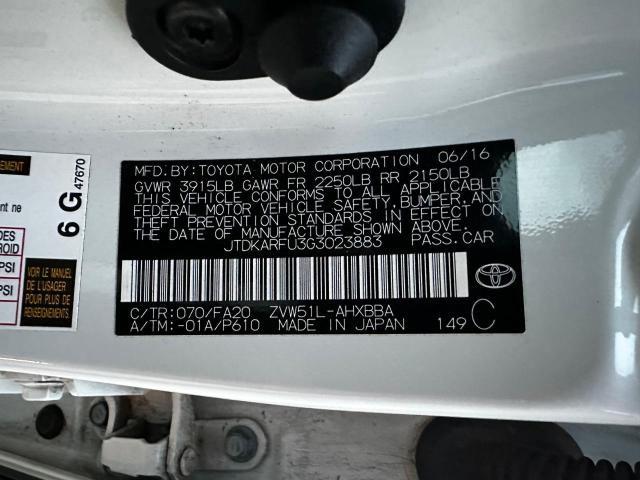 MFD. BY: TOYOTA MOTOR CORPORATION 06/16
GVWR 3915LB GAWR FR 2250LB RR 2150LB
THIS VEHICLE CONFORMS TO ALL APPLICABLE
FEDERAL MOTOR VEHICLE SAFETY, BUMPER, AND
THEFT PREVENTION STANDARDS IN EFFECT ON
THE DATE OF MANUFACTURE SHOWN ABOVE.
JTDKARFU3G3023883 PASS. CAR
C/TR: 070/FA20 ZVW51L-AHXBBA
A/TM: -01A/P610 MADE IN JAPAN 149 C
TOYOTA
6 G 47670
PSI
PSI
VOIR LE MANUEL
DE L'USAGER
POUR PLUS DE
RENSEIGNEMENTS